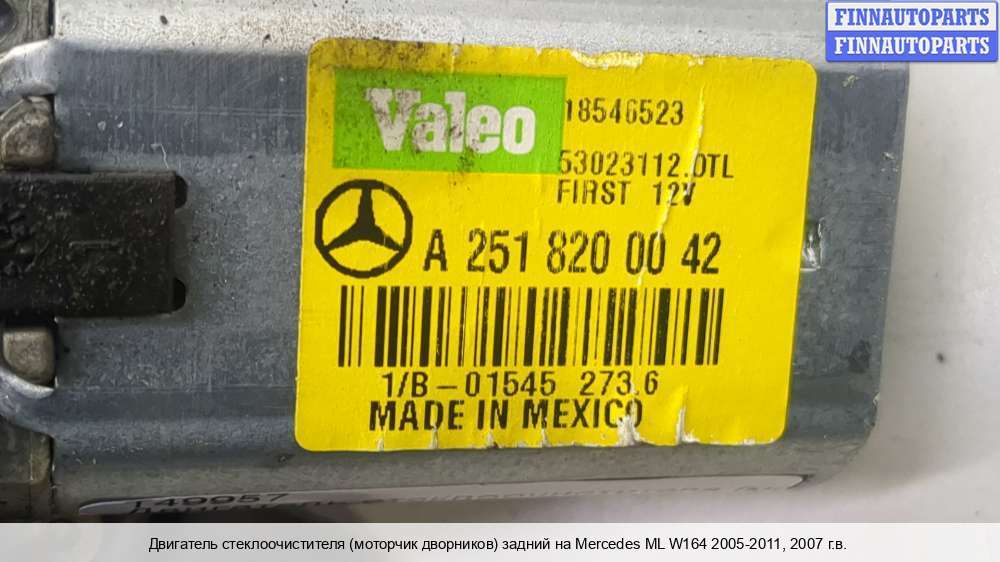 FINNAUTOPARTS
FINNAUTOPARTS
Valeo
18546523
53023112.0TL
FIRST 12V
A 251 820 00 42
1/B-01545 273.6
MADE IN MEXICO
149957
Двигатель стеклоочистителя (моторчик дворников) задний на Mercedes ML W164 2005-2011, 2007 г.в.